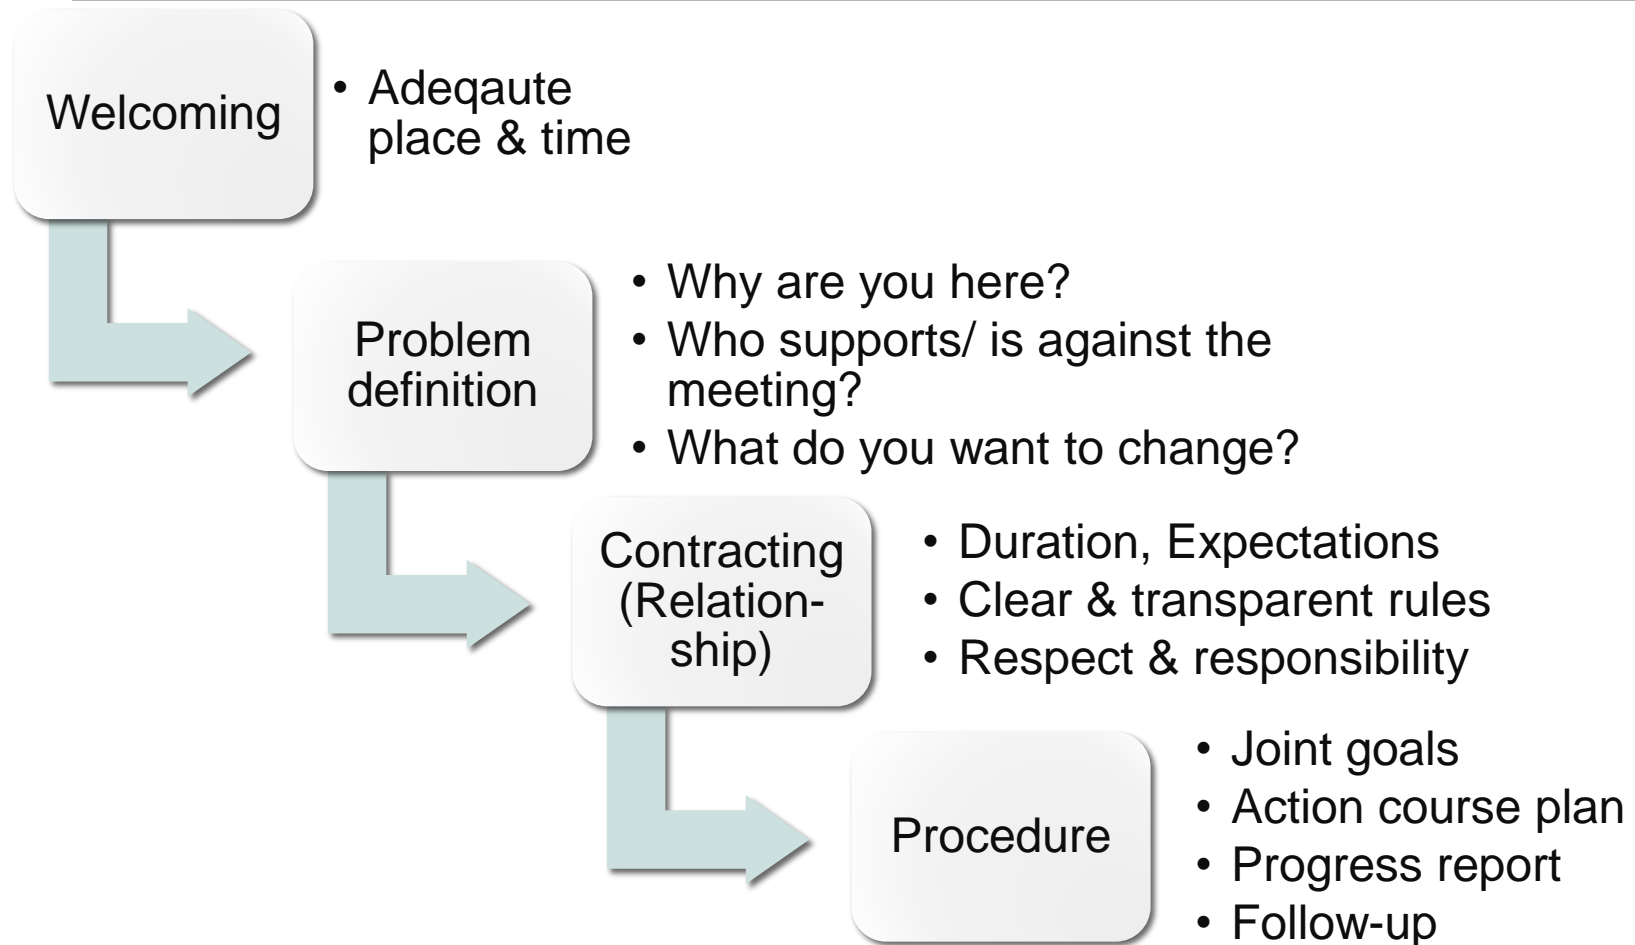 Welcoming
• Adeqaute
place & time
Problem
definition
• Why are you here?
• Who supports/ is against the
meeting?
• What do you want to change?
Contracting
(Relation-
ship)
• Duration, Expectations
• Clear & transparent rules
• Respect & responsibility
Procedure
• Joint goals
• Action course plan
• Progress report
• Follow-up